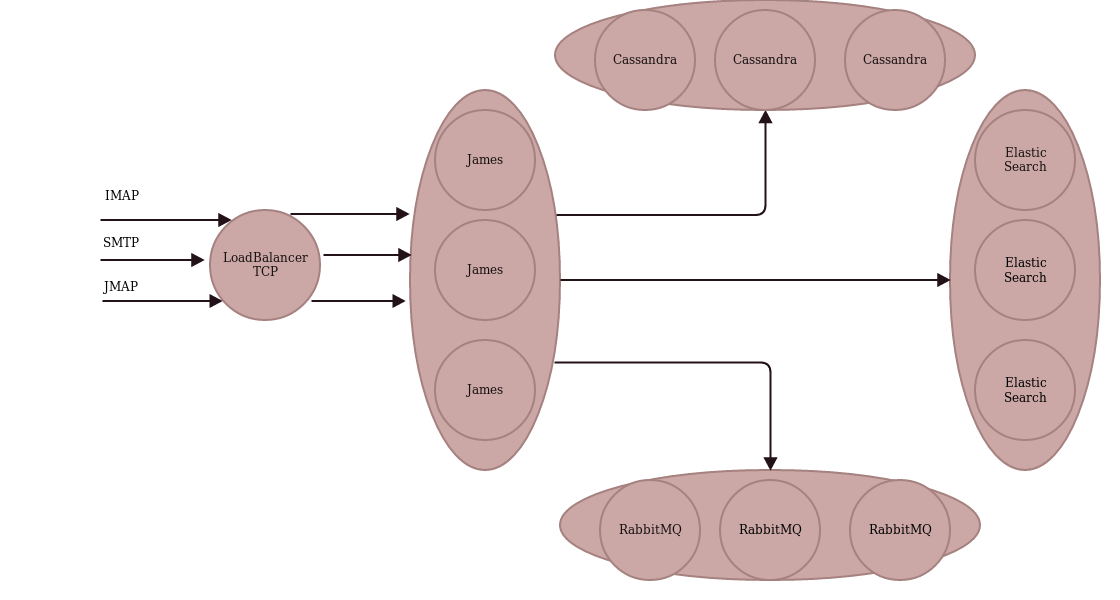 Cassandra
Cassandra
Cassandra
James
Elastic
Search
IMAP
SMTP
LoadBalancer
TCP
JMAP
James
Elastic
Search
James
Elastic
Search
RabbitMQ
RabbitMQ
RabbitMQ